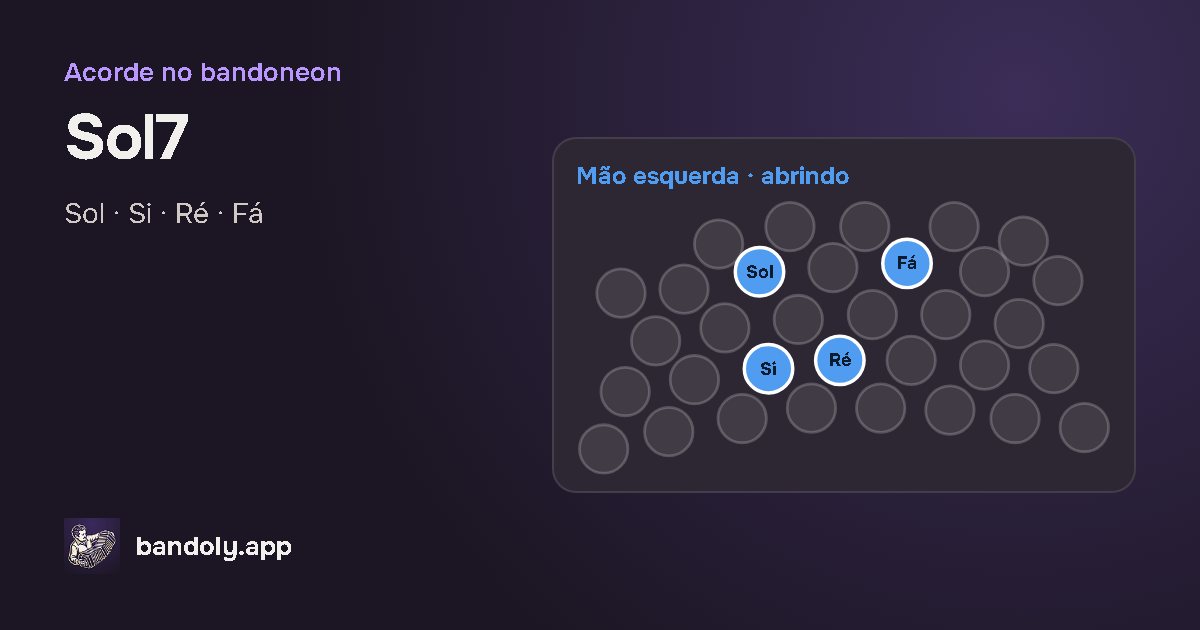 Acorde no bandoneon
Sol7
Sol · Si · Ré · Fá
Mão esquerda · abrindo
Sol
Fá
Si
Ré
bandoly.app